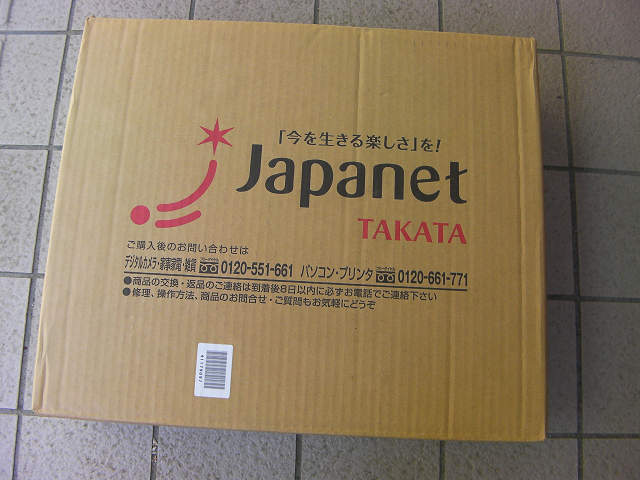 「今を生きる楽しさ」を!
Japanet
TAKATA
ご購入後のお問い合わせは
デジタルカメラ・家事家電・雑貨 0120-551-661 パソコン・プリンタ 0120-661-771
●商品の交換・返品のご連絡は到着後8日以内に必ずお電話でご連絡下さい
●修理、操作方法、商品のお問合せ・ご質問もお気軽にどうぞ